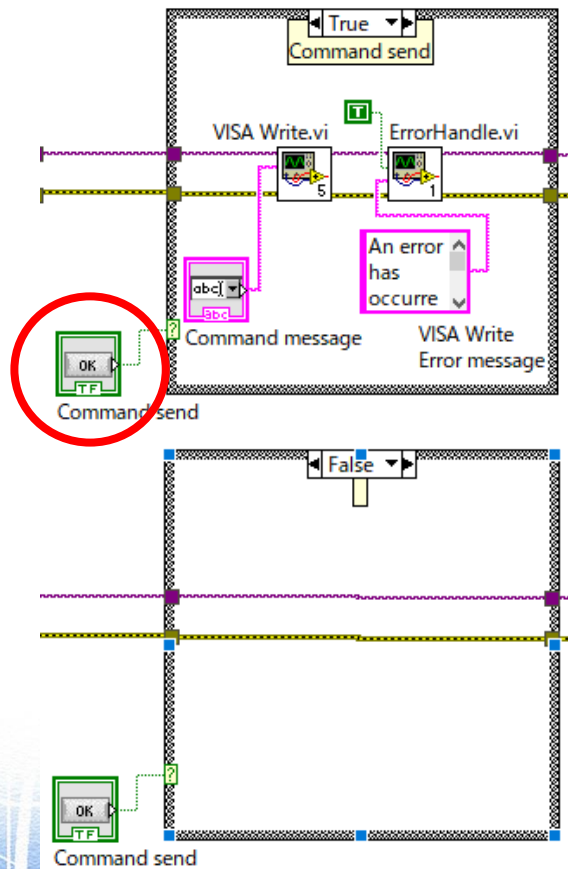 True
Command send
T
VISA Write.vi
ErrorHandle.vi
5
1
abc
abc
Command message
An error
has
occurre
VISA Write
Error message
?
OK
TF
Command send
False
?
OK
TF
Command send